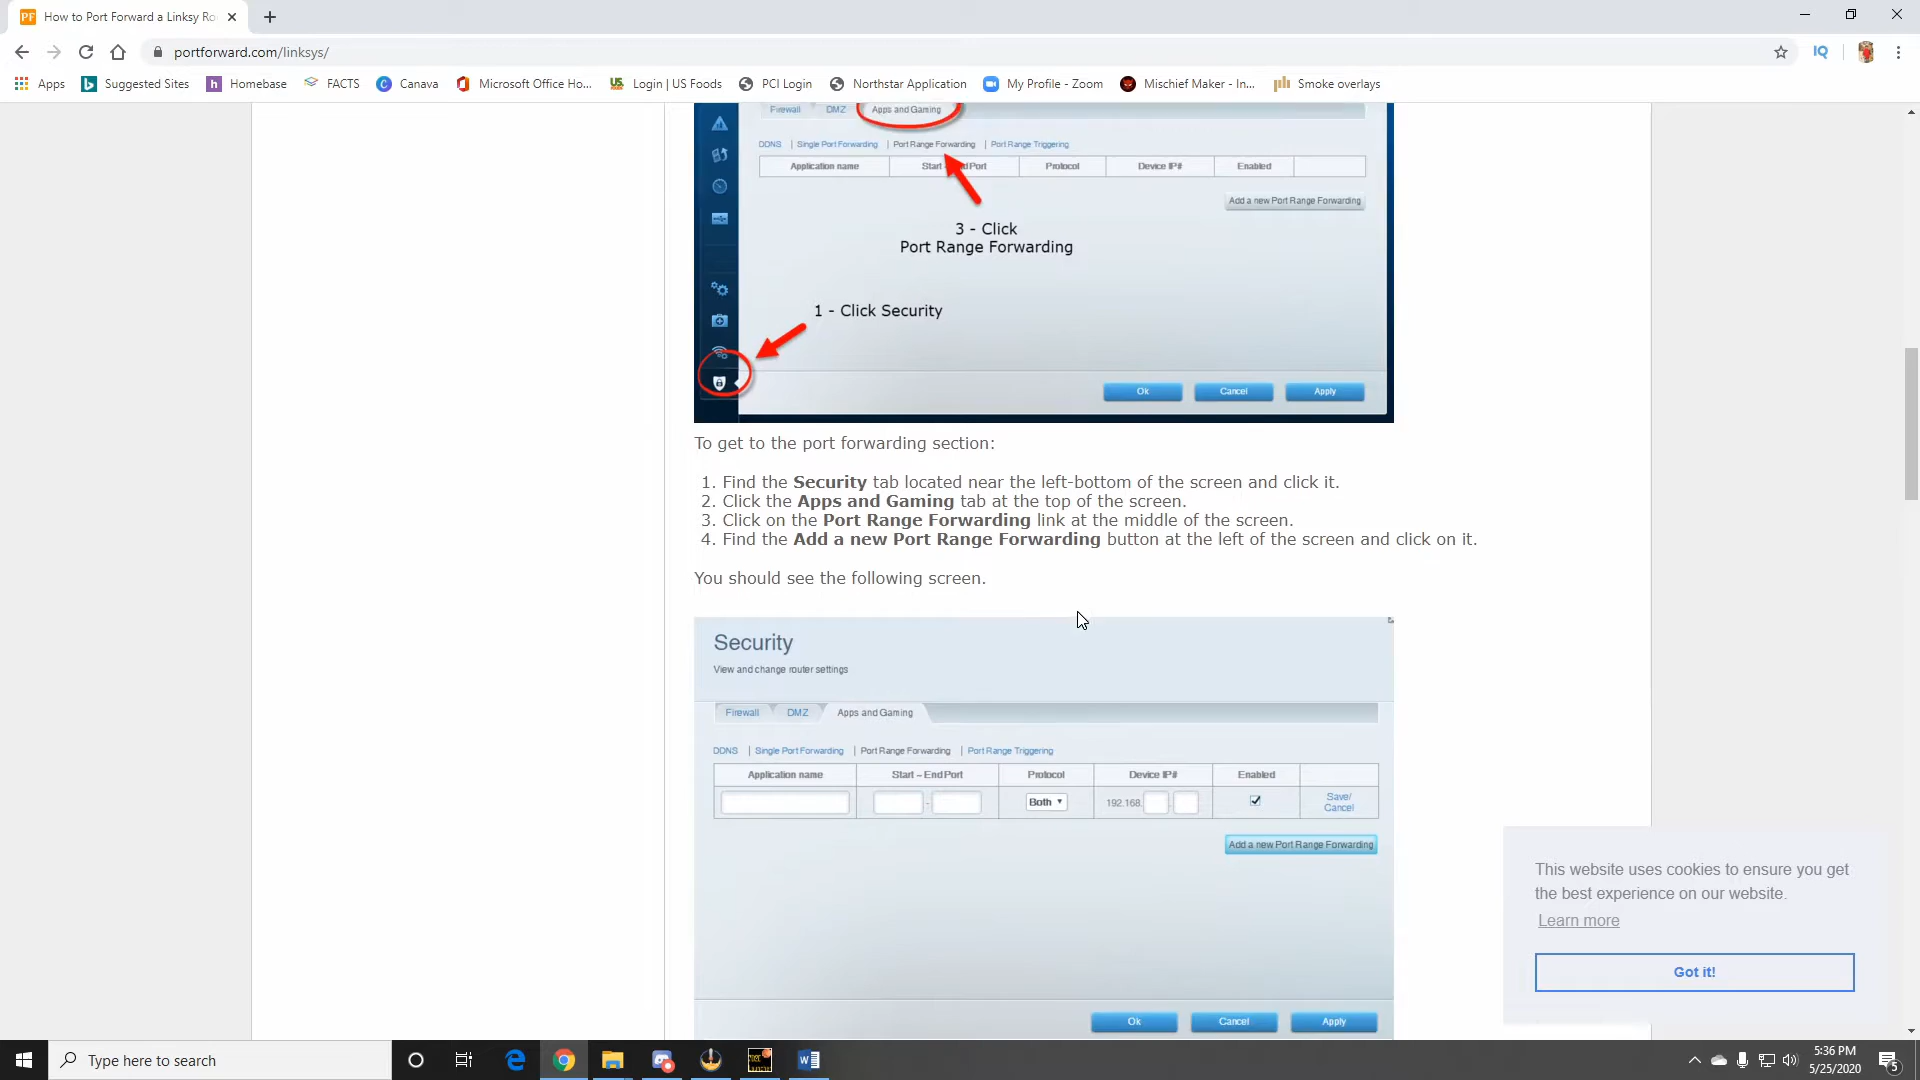 How to Port Forward a Linksy Ro
portforward.com/linksys/
Apps
Suggested Sites
Homebase
FACTS
Canava
Microsoft Office Ho...
Login | US Foods
PCI Login
Northstar Application
My Profile - Zoom
Mischief Maker - In...
Smoke overlays
Firewall
DMZ
Apps and Gaming
DDNS | Single Port Forwarding | Port Range Forwarding | Port Range Triggering
Application name
Start d Port
Protocol
Device IP#
Enabled
Add a new Port Range Forwarding
3 - Click
Port Range Forwarding
1 - Click Security
Ok
Cancel
Apply
To get to the port forwarding section:
1. Find the Security tab located near the left-bottom of the screen and click it.
2. Click the Apps and Gaming tab at the top of the screen.
3. Click on the Port Range Forwarding link at the middle of the screen.
4. Find the Add a new Port Range Forwarding button at the left of the screen and click on it.
You should see the following screen.
Security
View and change router settings
Firewall
DMZ
Apps and Gaming
DDNS | Single Port Forwarding | Port Range Forwarding | Port Range Triggering
Application name
Start ~ End Port
Protocol
Device IP#
Enabled
Both
192.168.
Save/
Cancel
Add a new Port Range Forwarding
Ok
Cancel
Apply
This website uses cookies to ensure you get
the best experience on our website.
Learn more
Got it!
Type here to search
5:36 PM
5/25/2020
5